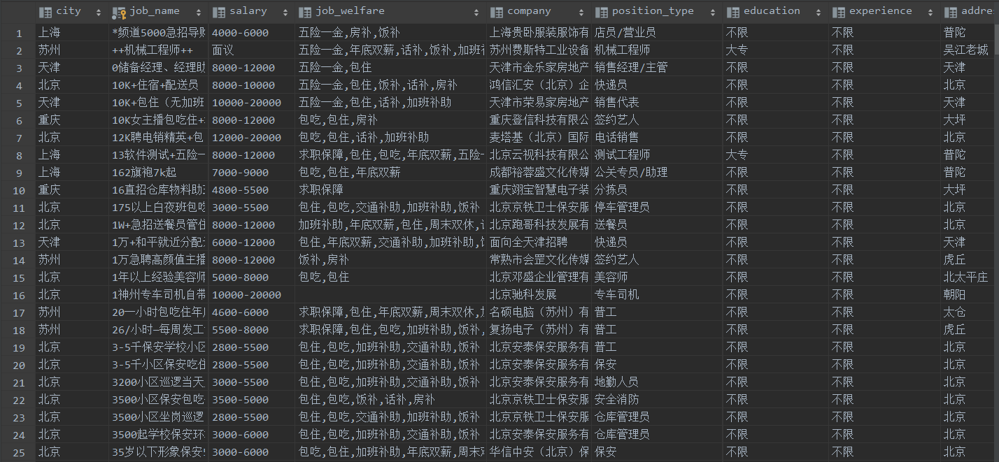 city job_name salary job_welfare company position_type education experience addre
1 上海 *频道5000急招导购 4000-6000 五险一金,房补,饭补 上海贵卧服装服饰有 店员/营业员 不限 不限 普陀
2 苏州 ++机械工程师++ 面议 五险一金,年底双薪,话补,饭补,加班补 苏州费斯特工业设备 机械工程师 大专 不限 吴江老城
3 天津 0储备经理、经理助 8000-12000 五险一金,包住 天津市金乐家房地产 销售经理/主管 不限 不限 天津
4 北京 10K+住宿+配送员 8000-10000 五险一金,包住,饭补,话补,房补 鸿信汇安（北京）企 快递员 不限 不限 北京
5 天津 10K+包住（无加班 10000-20000 五险一金,包住,话补,加班补助 天津市荣易家房地产 销售代表 不限 不限 天津
6 重庆 10K女主播包吃住+ 8000-12000 包吃,包住,房补 重庆登信科技有限公 签约艺人 不限 不限 大坪
7 北京 12K聘电销精英+包 12000-20000 包吃,包住,话补,加班补助 麦塔基（北京）国际 电话销售 不限 不限 北京
8 上海 13软件测试+五险一 8000-12000 求职保障,包住,包吃,年底双薪,五险一 北京云视科技有限公 测试工程师 大专 不限 普陀
9 上海 162旗袍7k起 7000-9000 包吃,包住,年底双薪 成都裕蓉盛文化传媒 公关专员/助理 不限 不限 普陀
10 重庆 16直招仓库物料助 4800-5500 求职保障 重庆翊宝智慧电子装 分拣员 不限 不限 大坪
11 北京 175以上白夜班包吃 3000-5500 包住,包吃,交通补助,加班补助,饭补 北京京铁卫士保安服 停车管理员 不限 不限 北京
12 北京 1W+急招送餐员管住 8000-12000 加班补助,年底双薪,包住,周末双休, 北京跑哥科技发展有 送餐员 不限 不限 北京
13 天津 1万+和平就近分配 6000-12000 包住,年底双薪,交通补助,加班补助, 面向全天津招聘 快递员 不限 不限 天津
14 苏州 1万急聘高颜值主播 8000-12000 饭补,房补 常熟市会罡文化传媒 签约艺人 不限 不限 虎丘
15 北京 1年以上经验美容师 5000-8000 包吃,包住 北京邓盛企业管理有 美容师 不限 不限 北太平庄
16 北京 1神州专车司机自带 10000-20000 北京驰科发展 专车司机 不限 不限 朝阳
17 苏州 20一小时包吃住年 4600-6000 求职保障,包住,年底双薪,周末双休, 名硕电脑（苏州）有 普工 不限 不限 太仓
18 苏州 26/小时—每周发工 5500-8000 求职保障,包住,包吃,加班补助,饭补, 复扬电子（苏州）有 普工 不限 不限 虎丘
19 北京 3-5千保安学校小区 2800-5500 包住,包吃,加班补助,交通补助,饭补 北京安泰保安服务有 普工 不限 不限 北京
20 北京 3-5千小区保安吃住 2800-5500 包住,包吃,加班补助,交通补助,饭补 北京安泰保安服务有 保安 不限 不限 北京
21 北京 3200小区巡逻当天 3000-5500 包住,包吃,加班补助,交通补助,饭补 北京安泰保安服务有 地勤人员 不限 不限 北京
22 北京 3500小区保安包吃 3500-5000 包住,包吃,饭补,话补,房补 北京京铁卫士保安服 安全消防 不限 不限 北京
23 北京 3500小区坐岗巡逻 2800-5500 包住,包吃,交通补助,加班补助,饭补 北京京铁卫士保安服 仓库管理员 不限 不限 北京
24 北京 3500起学校保安环 3000-6000 包住,包吃,加班补助,交通补助,饭补 北京安泰保安服务有 仓库管理员 不限 不限 北京
25 北京 35岁以下形象保安 3000-6000 包吃,包住,加班补助,年底双薪,周末 华信中安（北京）保 保安 不限 不限 北京